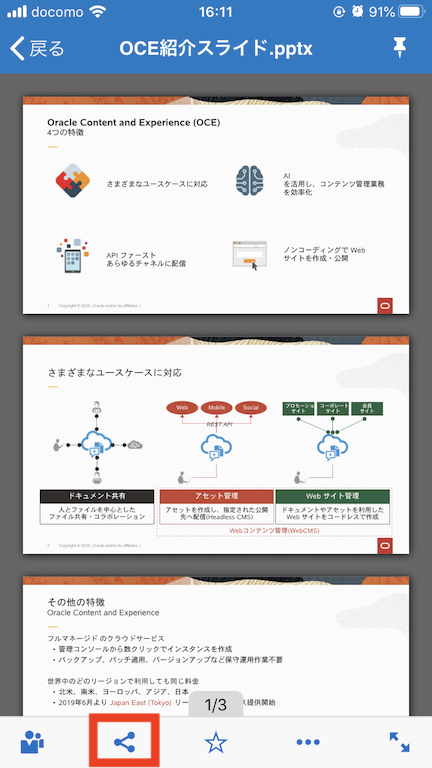 docomo 16:11 91%
戻る OCE紹介スライド.pptx
Oracle Content and Experience (OCE)
4つの特徴
さまざまなユースケースに対応
AI
を活用し、コンテンツ管理業務
を効率化
API ファースト
あらゆるチャネルに配信
ノンコーディングで Web
サイトを作成・公開
1 Copyright © 2020, Oracle and/or its affiliates |
さまざまなユースケースに対応
Web Mobile Social
REST API
プロモーション
サイト
コーポレート
サイト
会員
サイト
ドキュメント共有
人とファイルを中心とした
ファイル共有・コラボレーション
アセット管理
アセットを作成し、指定された公開
先へ配信(Headless CMS)
Web サイト管理
ドキュメントやアセットを利用した
Web サイトをコードレスで作成
Webコンテンツ管理(WebCMS)
2 Copyright © 2020, Oracle and/or its affiliates |
その他の特徴
Oracle Content and Experience
フルマネージド のクラウドサービス
• 管理コンソールから数クリックでインスタンスを作成
• バックアップ、パッチ適用、バージョンアップなど保守運用作業不要
世界中のどのリージョンで利用しても同じ料金
• 北米、南米、ヨーロッパ、アジア、日本
• 2019年6月より Japan East (Tokyo) リー
ス提供開始
1/3